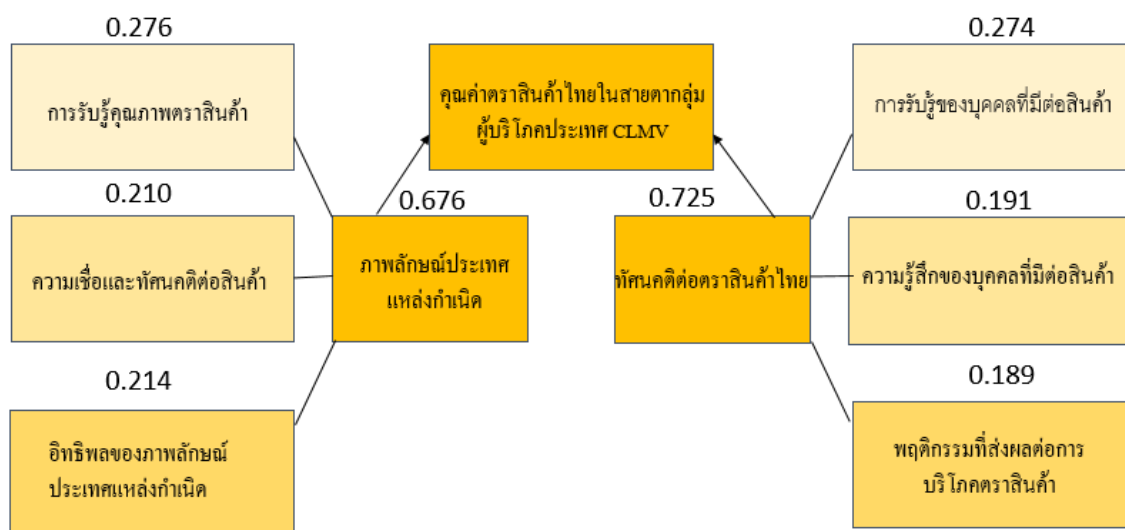 0.276
การรับรู้คุณภาพตราสินค้า
0.210
ความเชื่อและทัศนคติต่อสินค้า
0.214
อิทธิพลของภาพลักษณ์
ประเทศแหล่งกำเนิด
คุณค่าตราสินค้าไทยในสายตากลุ่ม
ผู้บริโภคประเทศ CLMV
0.676
ภาพลักษณ์ประเทศ
แหล่งกำเนิด
0.725
ทัศนคติต่อตราสินค้าไทย
0.274
การรับรู้ของบุคคลที่มีต่อสินค้า
0.191
ความรู้สึกของบุคคลที่มีต่อสินค้า
0.189
พฤติกรรมที่ส่งผลต่อการ
บริโภคตราสินค้า